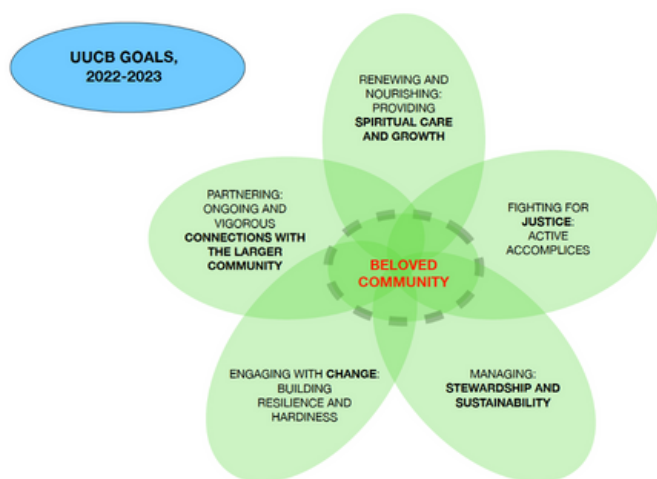 UUCB GOALS,
2022-2023
RENEWING AND
NOURISHING:
PROVIDING
SPIRITUAL CARE
AND GROWTH
PARTNERING:
ONGOING AND
VIGOROUS
CONNECTIONS WITH
THE LARGER
COMMUNITY
FIGHTING FOR
JUSTICE:
ACTIVE
ACCOMPLICES
BELOVED
COMMUNITY
ENGAGING WITH CHANGE:
BUILDING
RESILIENCE AND
HARDINESS
MANAGING:
STEWARDSHIP AND
SUSTAINABILITY